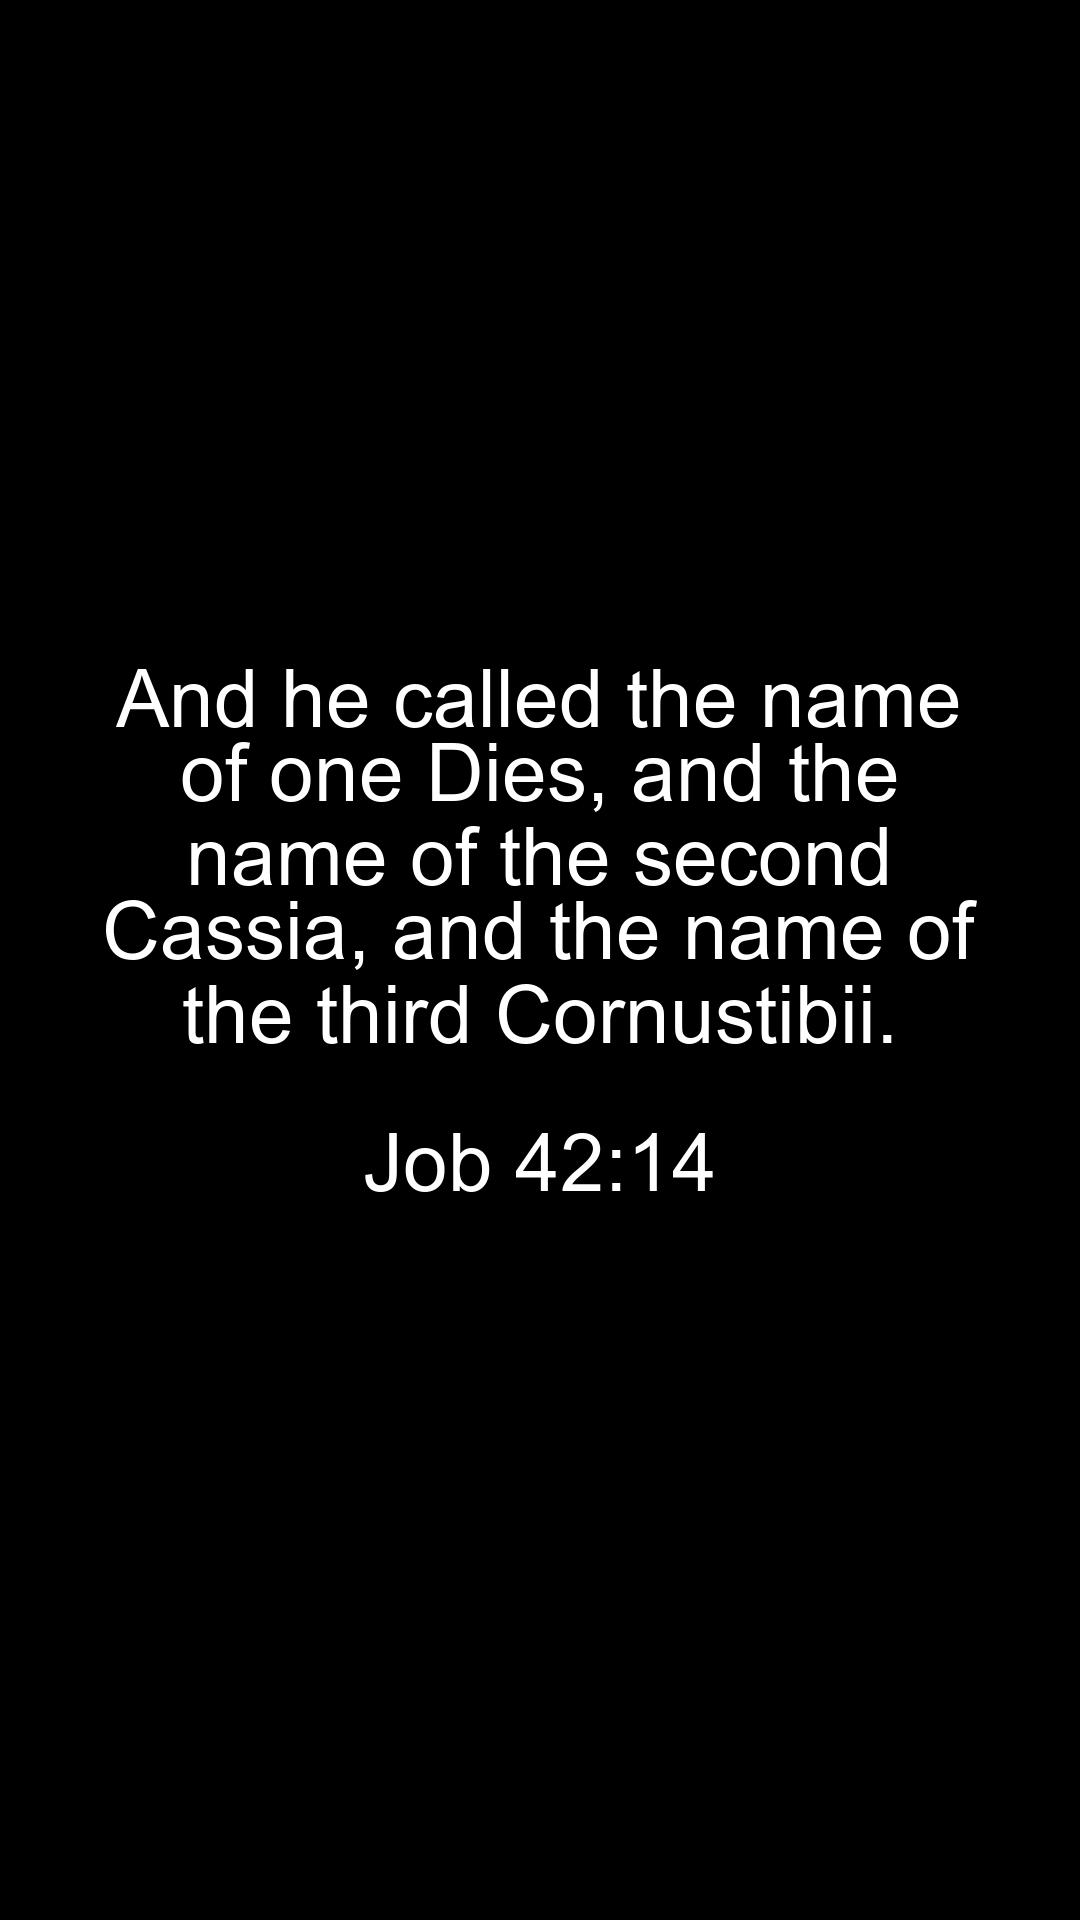 And he called the name
of one Dies, and the
name of the second
Cassia, and the name of
the third Cornustibii.
Job 42:14